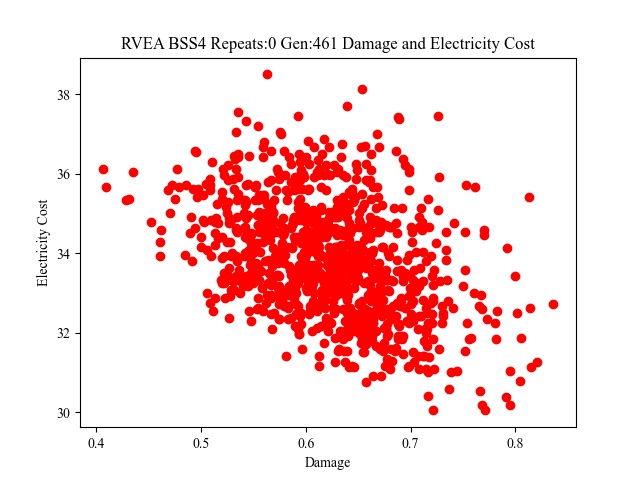 RVEA BSS4 Repeats:0 Gen:461 Damage and Electricity Cost
38
36
34
32
30
Electricity Cost
0.4 0.5 0.6 0.7 0.8
Damage